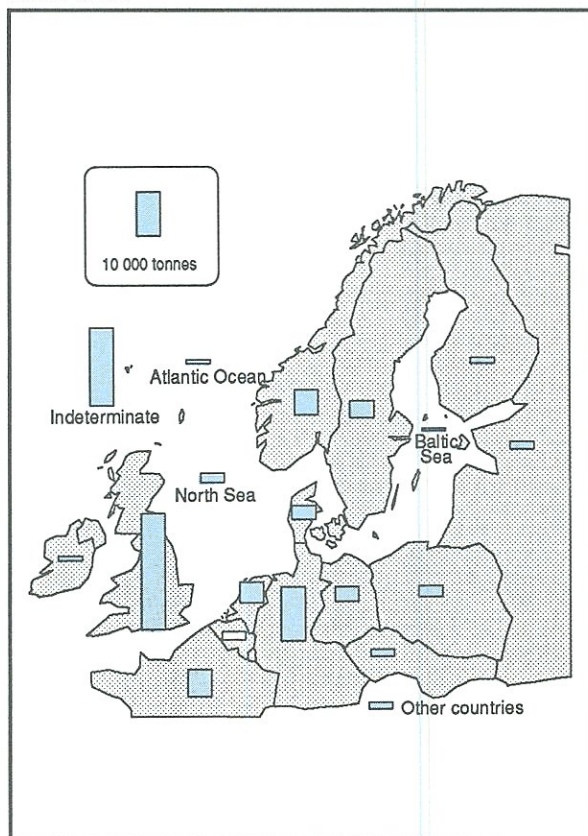 10 000 tonnes
Atlantic Ocean
Indeterminate
Baltic
Sea
North Sea
Other countries